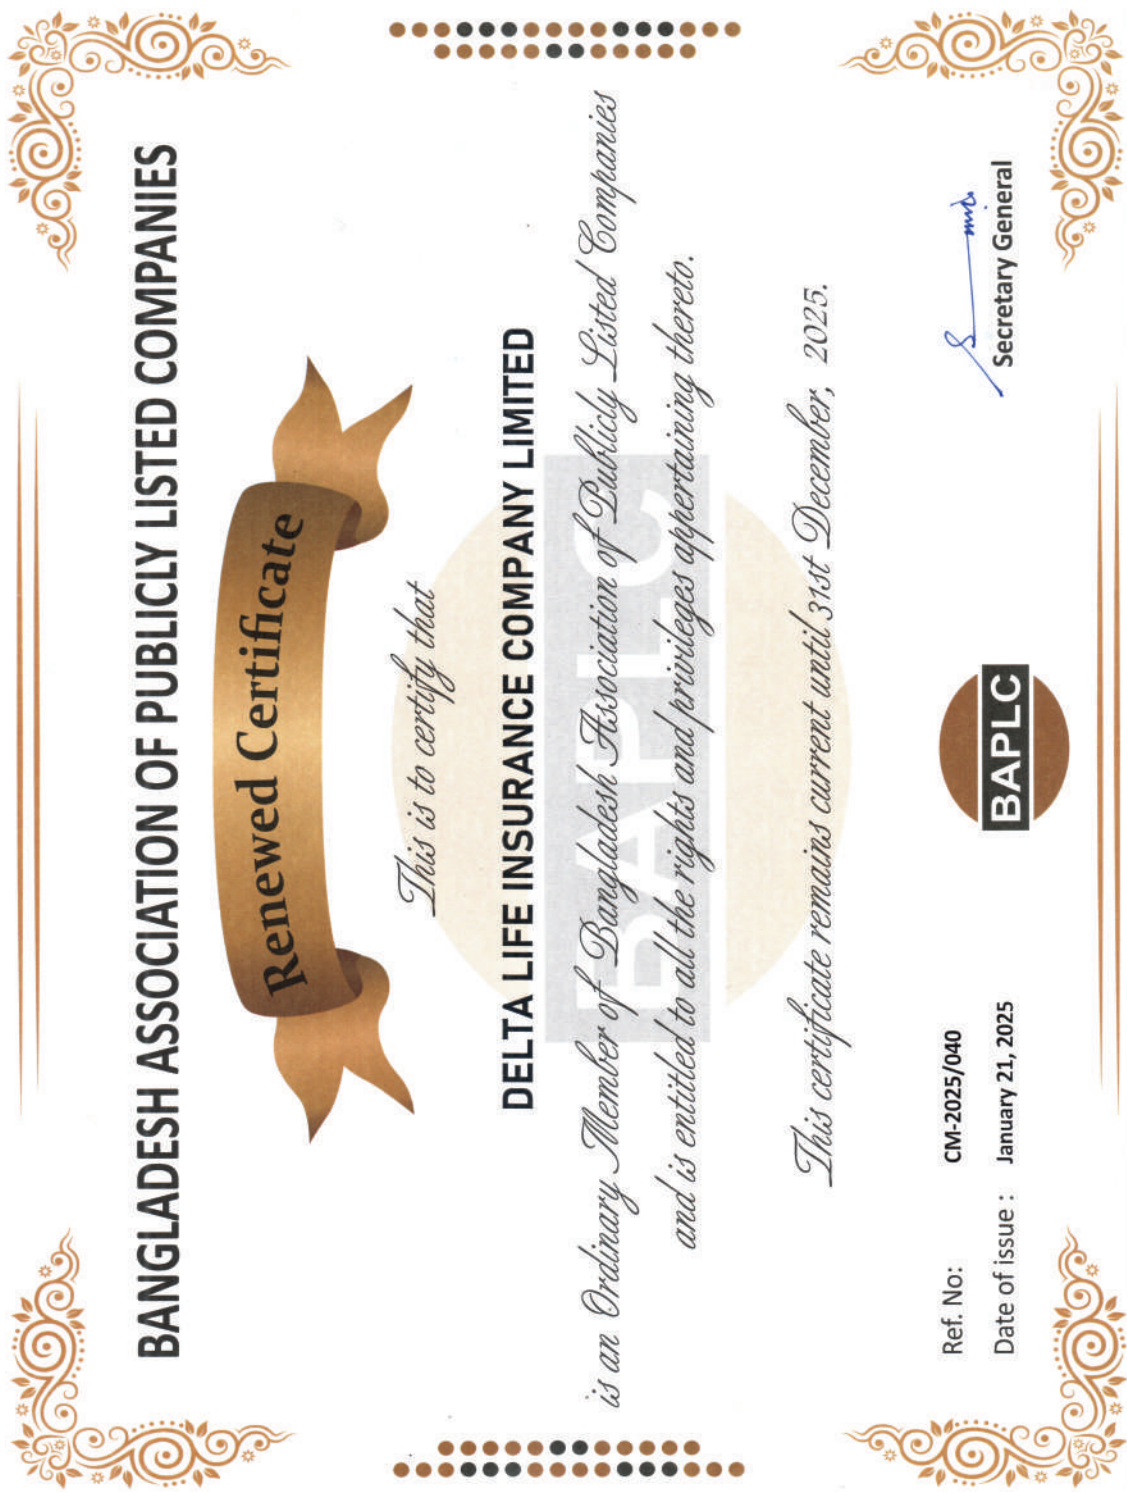 BANGLADESH ASSOCIATION OF PUBLICLY LISTED COMPANIES
Renewed Certificate
This is to certify that
DELTA LIFE INSURANCE COMPANY LIMITED
is an Ordinary Member of Bangladesh Association of Publicly Listed Companies
and is entitled to all the rights and privileges appertaining thereto.
BAPLC
This certificate remains current until 31st December, 2025.
Ref. No: CM-2025/040
Date of issue : January 21, 2025
BAPLC
Secretary General